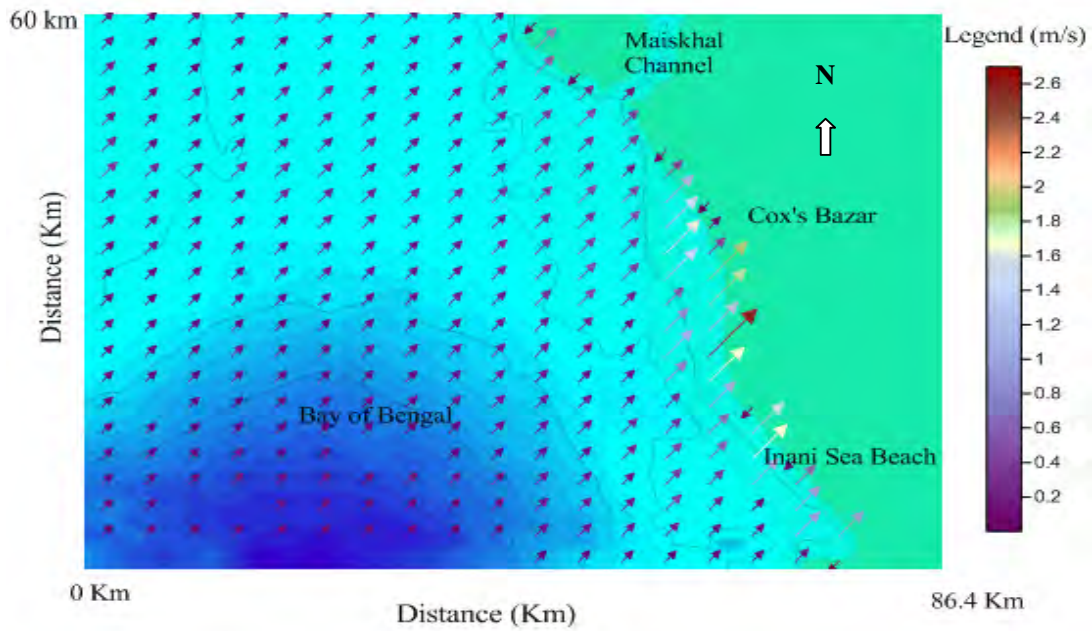 60 km
Maiskhal
Channel
N
Legend (m/s)
2.6
2.4
2.2
2
1.8
1.6
1.4
1.2
1
0.8
0.6
0.4
0.2
Cox's Bazar
Distance (Km)
Bay of Bengal
Inani Sea Beach
0 Km
Distance (Km)
86.4 Km